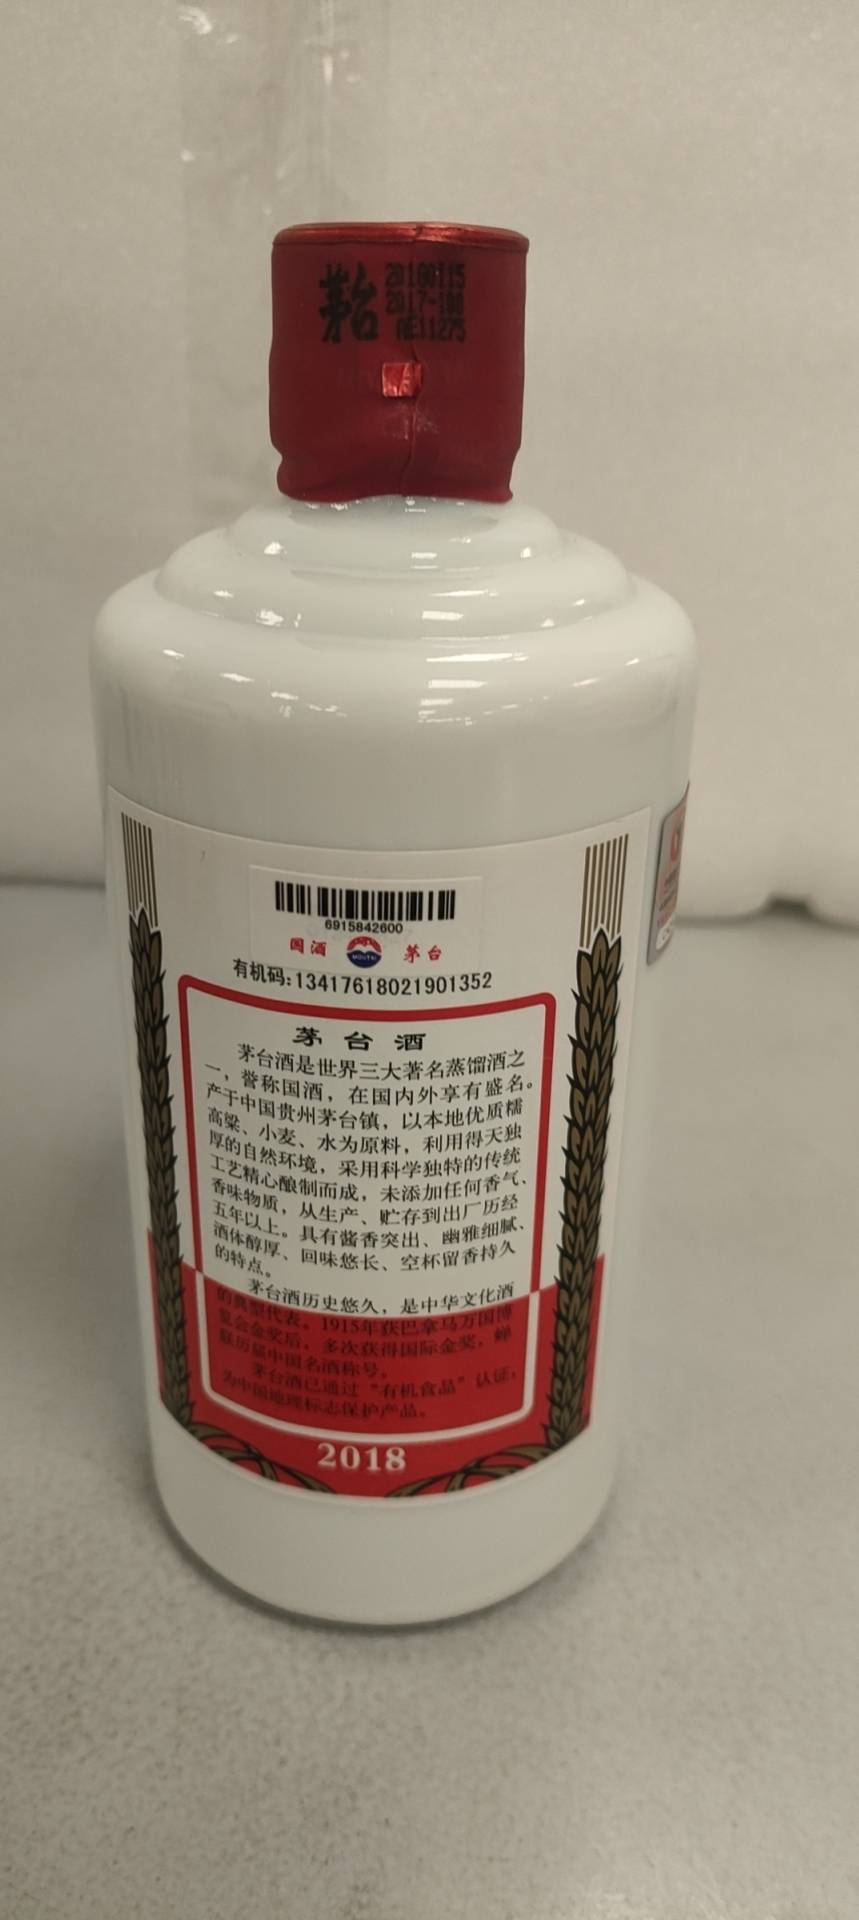 茅台
20180115
2017-100
6915842600
国酒 MOUTAI 茅台
有机码:13417618021901352
茅台酒
茅台酒是世界三大著名蒸馏酒之
一，誉称国酒，在国内外享有盛名。
产于中国贵州茅台镇，以本地优质糯
高粱、小麦、水为原料，利用得天独
厚的自然环境，采用科学独特的传统
工艺精心酿制而成，未添加任何香气、
香味物质，从生产、贮存到出厂历经
五年以上。具有酱香突出、幽雅细腻、
酒体醇厚、回味悠长、空杯留香持久
的特点。
茅台酒历史悠久，是中华文化酒
的典型代表。1915年获巴拿马万国博
览会金奖后。多次获得国际金奖，蝉
联历届中国名酒称号。
茅台酒已通过“有机食品”认证，
为中国地理标志保护产品。
2018